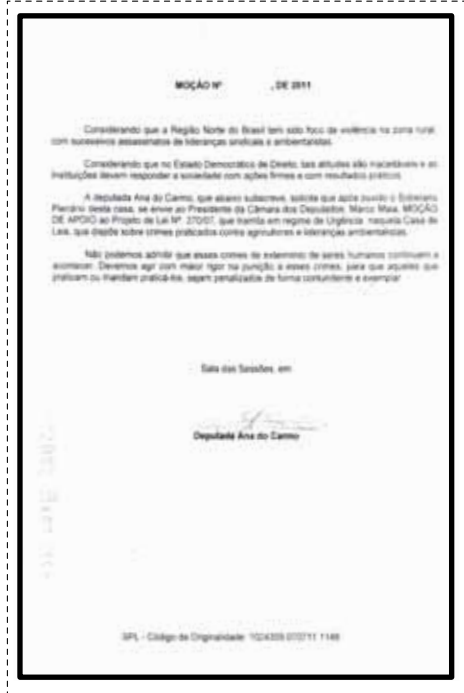 MOÇÃO Nº , DE 2011
Considerando que a Região Norte do Brasil tem sido foco de violência na zona rural,
com sucessivos assassinatos de lideranças sindicais e ambientalistas.
Considerando que no Estado Democrático de Direito, tais atitudes são inaceitáveis e as
instituições devem responder a sociedade com ações firmes e com resultados práticos.
A deputada Ana do Carmo, que abaixo subscreve, solicita que após ouvido o Soberano
Plenário desta casa, se envie ao Presidente da Câmara dos Deputados, Marco Maia, MOÇÃO
DE APOIO ao Projeto de Lei Nº 370/07, que tramita em regime de Urgência naquela Casa de
Leis, que dispõe sobre crimes praticados contra agricultores e lideranças ambientalistas.
Não podemos admitir que esses crimes de extermínio de seres humanos continuem a
acontecer. Devemos agir com maior rigor na punição a esses crimes, para que aqueles que
praticam ou mandam praticá-los, sejam penalizados de forma contundente e exemplar.
Sala das Sessões, em
Deputada Ana do Carmo
SPL - Código de Originalidade: 070711 1146